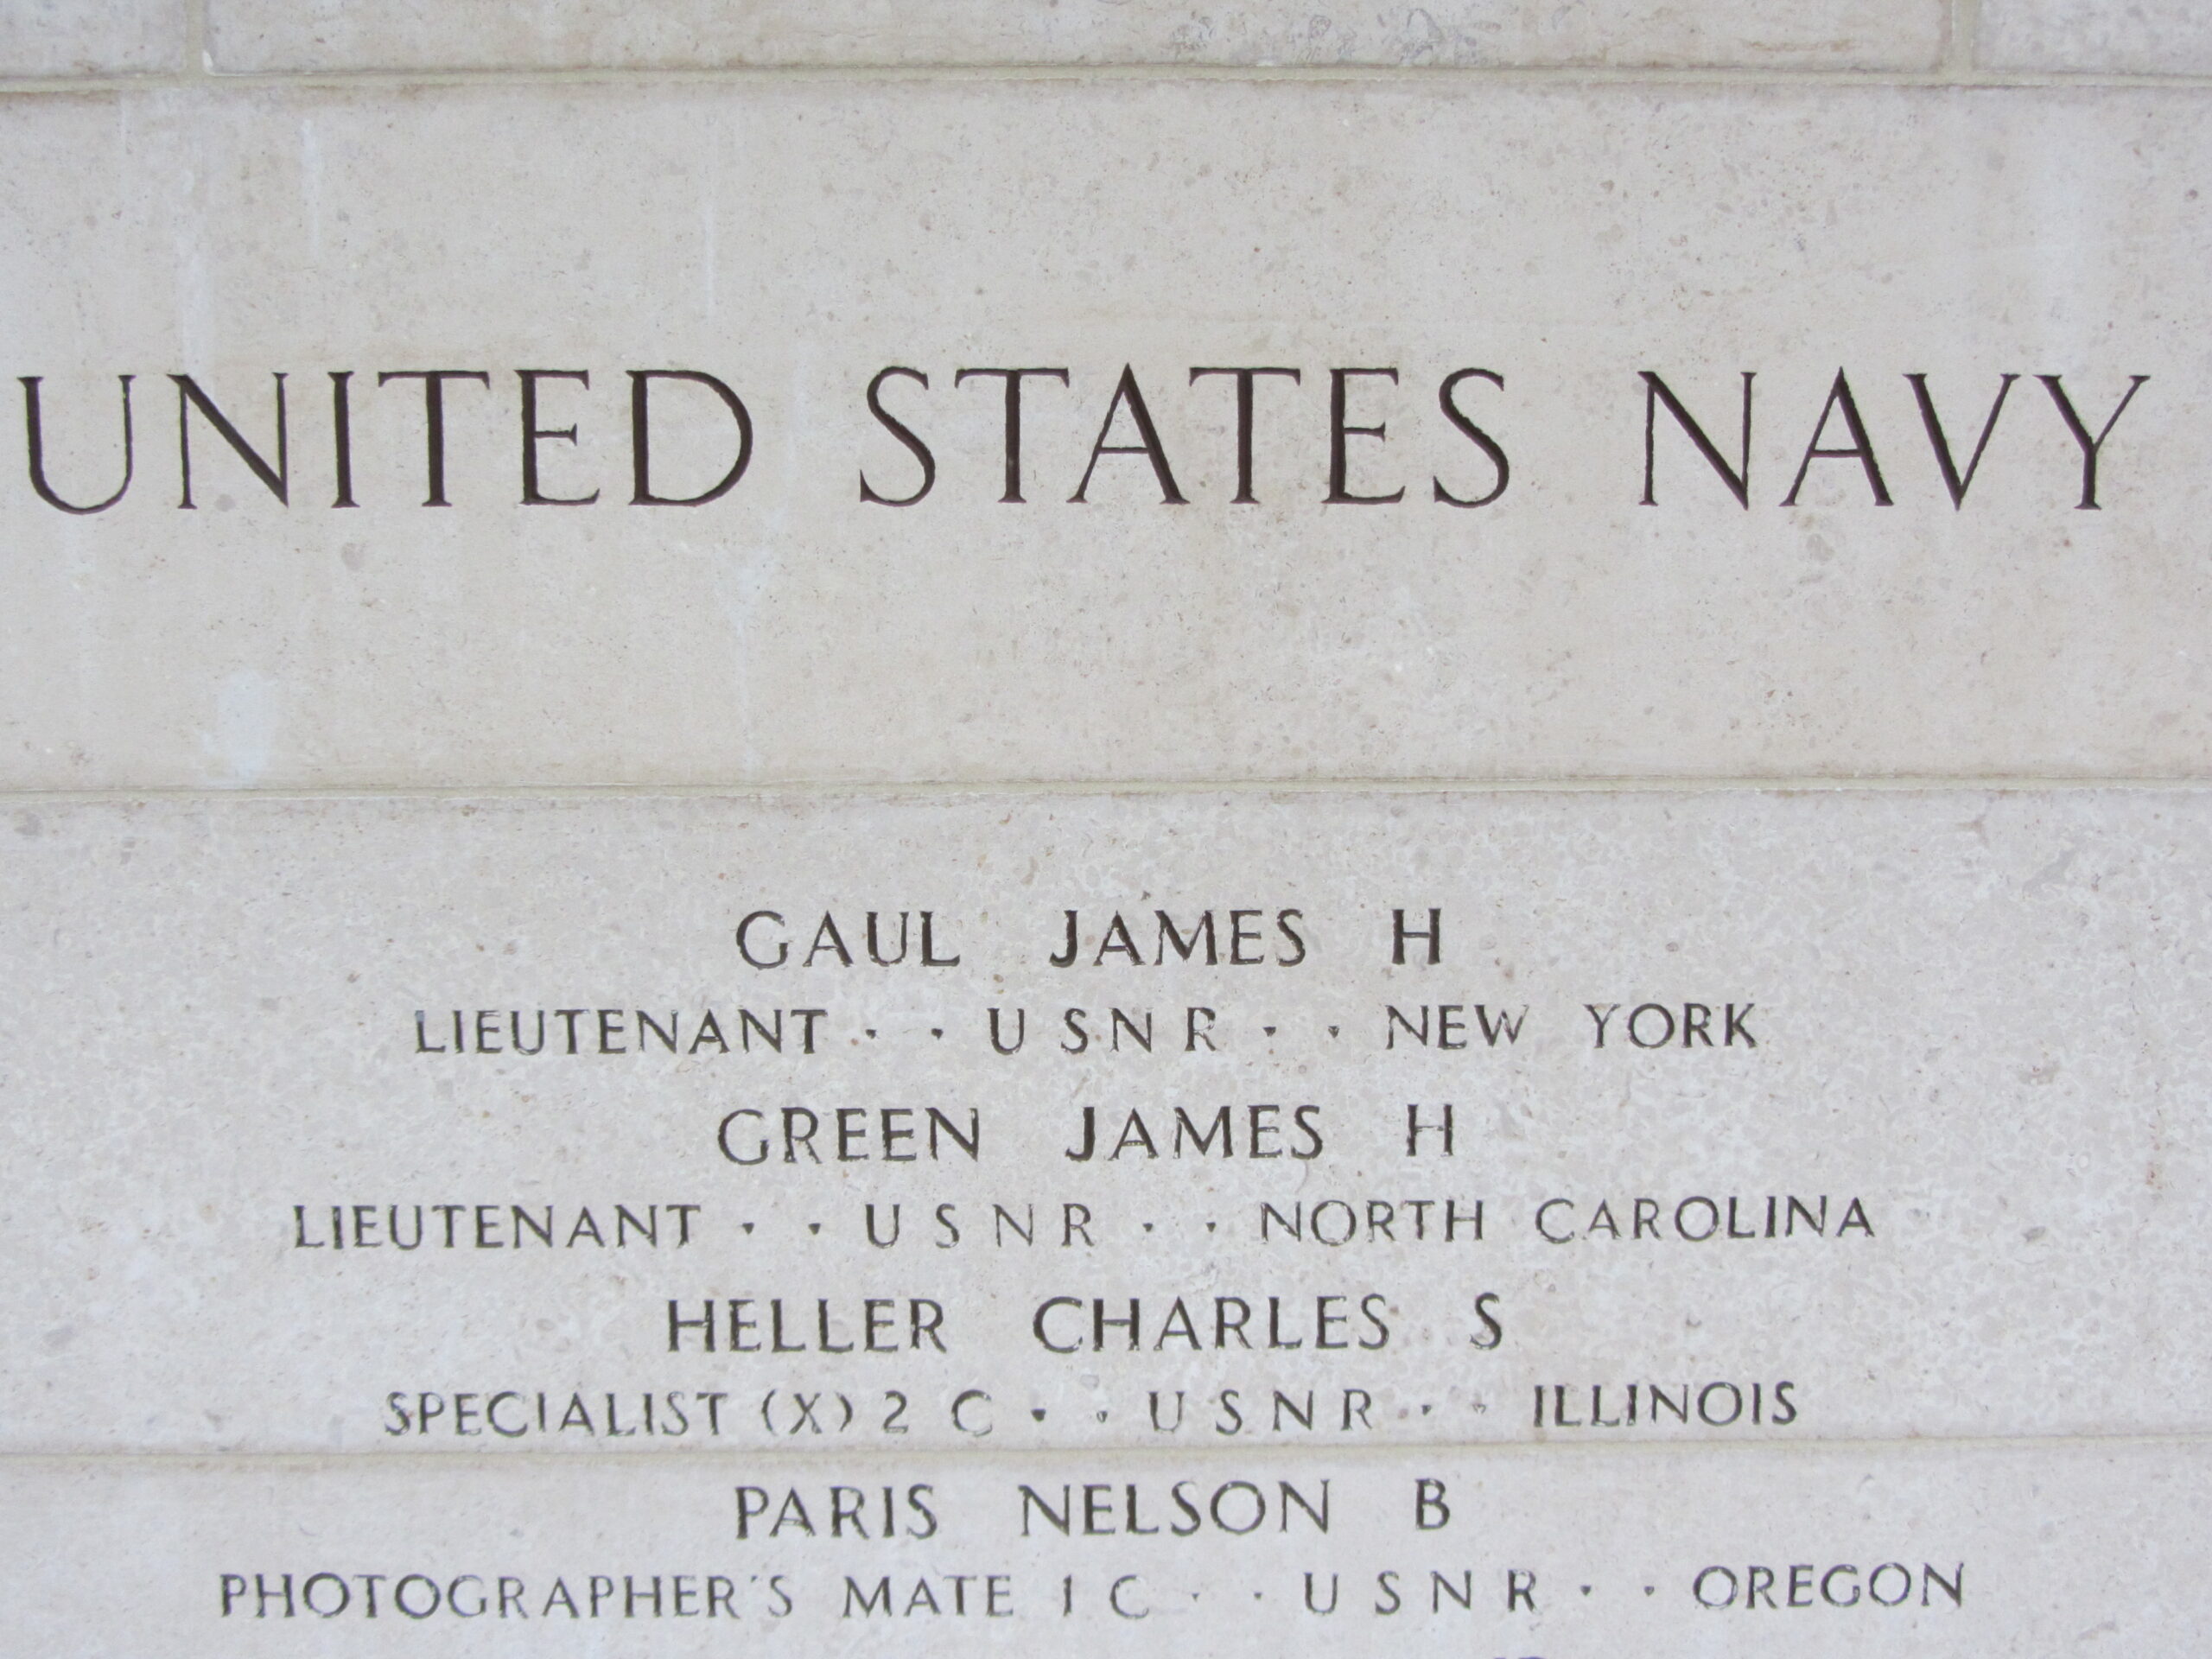 UNITED STATES NAVY
GAUL JAMES H
LIEUTENANT · · U S N R · · NEW YORK
GREEN JAMES H
LIEUTENANT · · U S N R · · NORTH CAROLINA
HELLER CHARLES S
SPECIALIST (X) 2 C · · U S N R · · ILLINOIS
PARIS NELSON B
PHOTOGRAPHER'S MATE 1 C · · U S N R · · OREGON